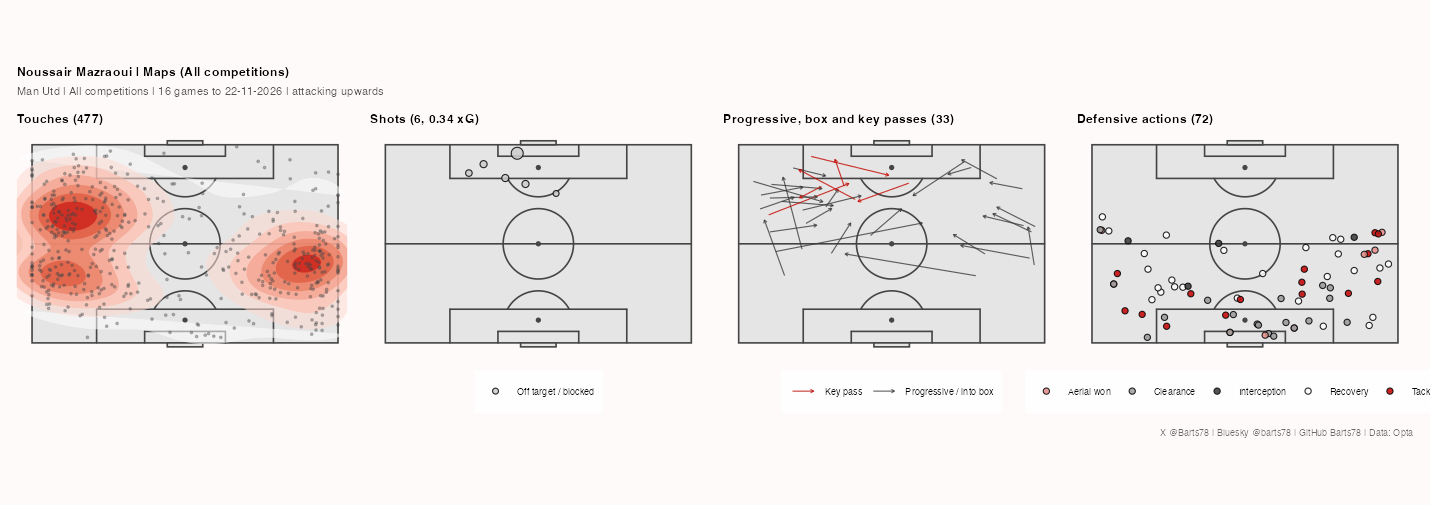 Noussair Mazraoui | Maps (All competitions)
Man Utd | All competitions | 16 games to 22-11-2026 | attacking upwards
Touches (477)
Shots (6, 0.34 xG)
Progressive, box and key passes (33)
Defensive actions (72)
Off target / blocked
Key pass
Progressive / into box
Aerial won
Clearance
Interception
Recovery
Tack
X @Barts78 | Bluesky @barts78 | GitHub Barts78 | Data: Opta